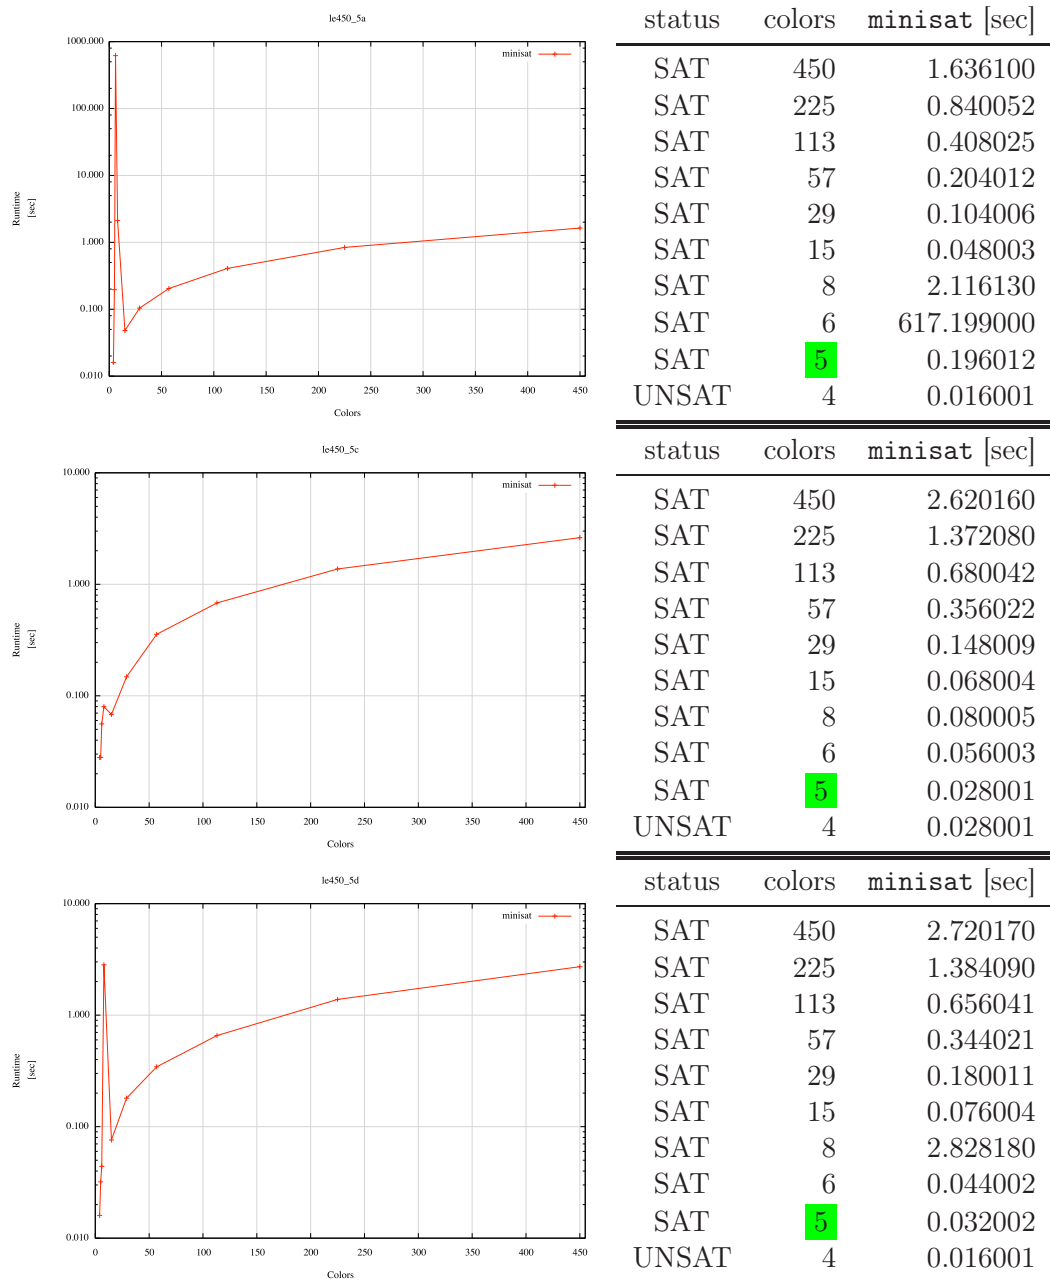 le450_5a
1000.000
100.000
10.000
1.000
0.100
0.010
0 50 100 150 200 250 300 350 400 450
Colors
Runtime
[sec]
minisat
status colors minisat [sec]
SAT 450 1.636100
SAT 225 0.840052
SAT 113 0.408025
SAT 57 0.204012
SAT 29 0.104006
SAT 15 0.048003
SAT 8 2.116130
SAT 6 617.199000
SAT 5 0.196012
UNSAT 4 0.016001
le450_5c
10.000
1.000
0.100
0.010
0 50 100 150 200 250 300 350 400 450
Colors
Runtime
[sec]
minisat
status colors minisat [sec]
SAT 450 2.620160
SAT 225 1.372080
SAT 113 0.680042
SAT 57 0.356022
SAT 29 0.148009
SAT 15 0.068004
SAT 8 0.080005
SAT 6 0.056003
SAT 5 0.028001
UNSAT 4 0.028001
le450_5d
10.000
1.000
0.100
0.010
0 50 100 150 200 250 300 350 400 450
Colors
Runtime
[sec]
minisat
status colors minisat [sec]
SAT 450 2.720170
SAT 225 1.384090
SAT 113 0.656041
SAT 57 0.344021
SAT 29 0.180011
SAT 15 0.076004
SAT 8 2.828180
SAT 6 0.044002
SAT 5 0.032002
UNSAT 4 0.016001